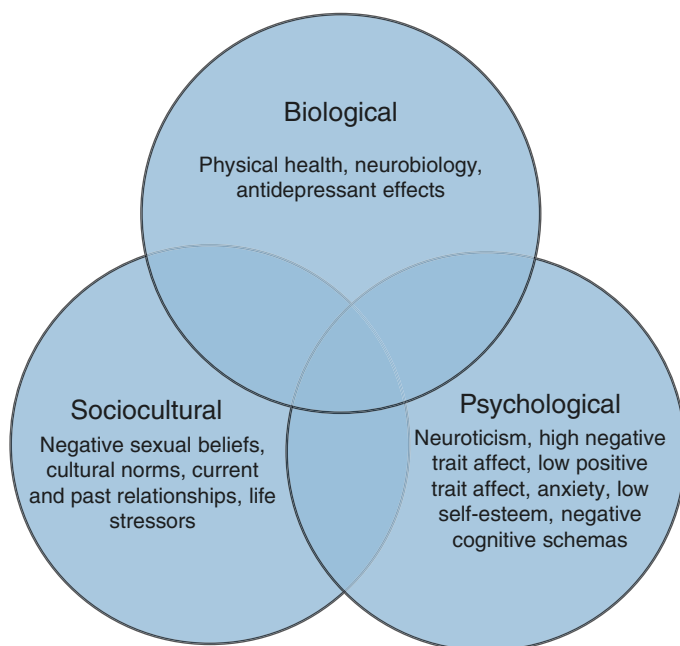 Biological
Physical health, neurobiology,
antidepressant effects
Sociocultural
Negative sexual beliefs,
cultural norms, current
and past relationships, life
stressors
Psychological
Neuroticism, high negative
trait affect, low positive
trait affect, anxiety, low
self-esteem, negative
cognitive schemas